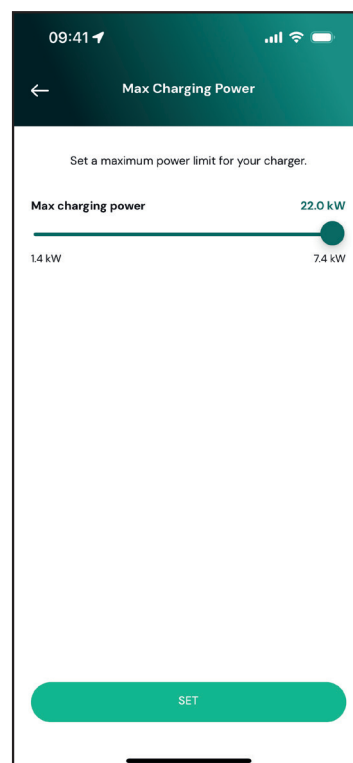 09:41
Max Charging Power
Set a maximum power limit for your charger.
Max charging power 22.0 kW
1.4 kW 7.4 kW
SET